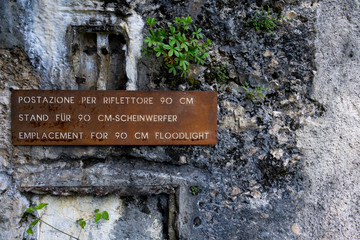 POSTAZIONE PER RIFLETTORE 90 CM
STAND FÜR 90 CM-SCHEINWERFER
EMPLACEMENT FOR 90 CM FLOODLIGHT